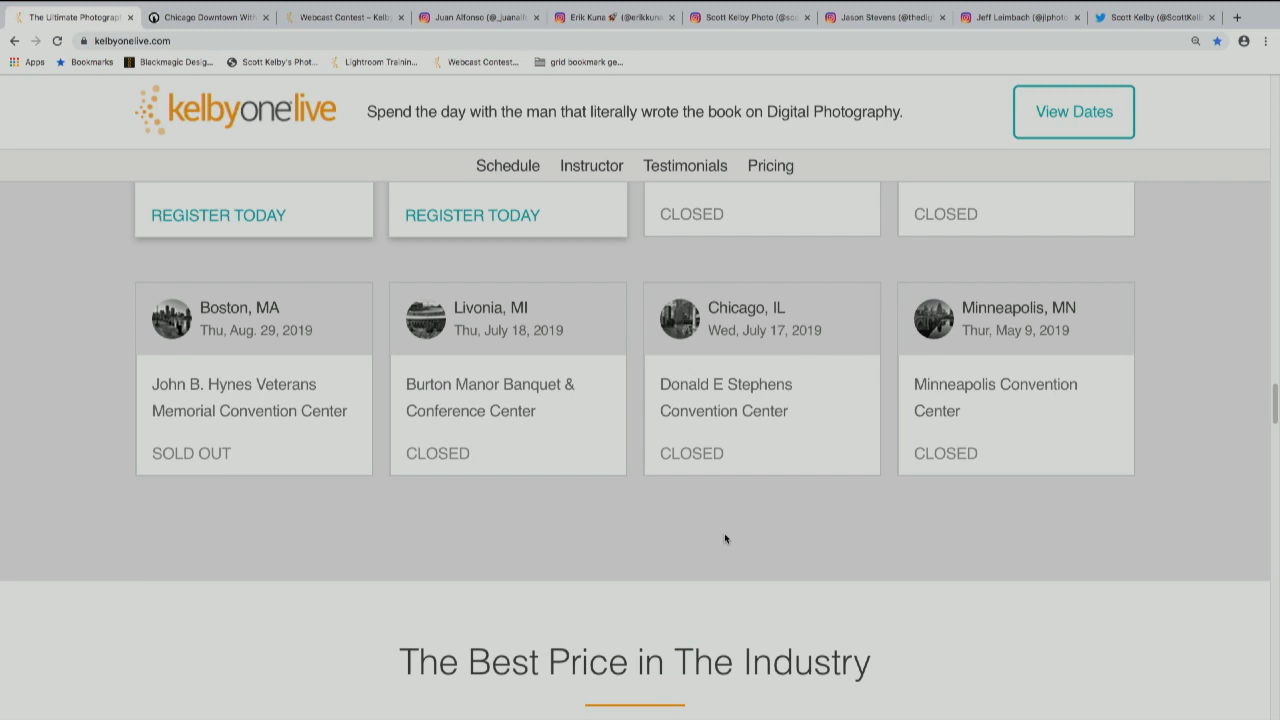 The Ultimate Photograp
Chicago Downtown With
Webcast Contest – Kelby
Juan Alfonso (@_juanalf
Erik Kuna 🚀 (@erikkuna
Scott Kelby Photo (@sco
Jason Stevens (@thedig
Jeff Leimbach (@jlphoto
Scott Kelby (@ScottKelb
kelbyonelive.com
Apps
Bookmarks
Blackmagic Desig...
Scott Kelby's Phot...
Lightroom Trainin...
Webcast Contest...
grid bookmark ge...
kelbyonelive
Spend the day with the man that literally wrote the book on Digital Photography.
View Dates
Schedule Instructor Testimonials Pricing
REGISTER TODAY
REGISTER TODAY
CLOSED
CLOSED
Boston, MA
Thu, Aug. 29, 2019
John B. Hynes Veterans
Memorial Convention Center
SOLD OUT
Livonia, MI
Thu, July 18, 2019
Burton Manor Banquet &
Conference Center
CLOSED
Chicago, IL
Wed, July 17, 2019
Donald E Stephens
Convention Center
CLOSED
Minneapolis, MN
Thur, May 9, 2019
Minneapolis Convention
Center
CLOSED
The Best Price in The Industry